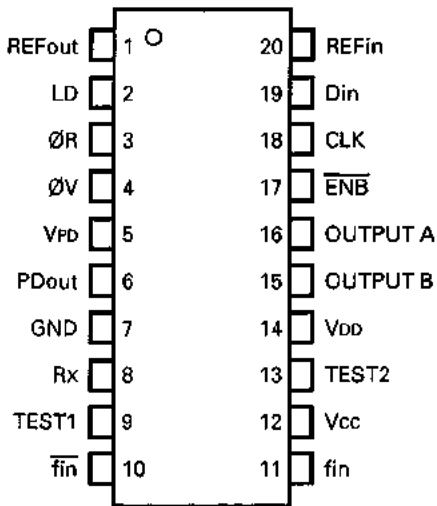 REFout 1 20 REFin
LD 2 19 Din
ØR 3 18 CLK
ØV 4 17 E̅N̅B̅
VPD 5 16 OUTPUT A
PDout 6 15 OUTPUT B
GND 7 14 VDD
Rx 8 13 TEST2
TEST1 9 12 Vcc
f̅i̅n̅ 10 11 fin